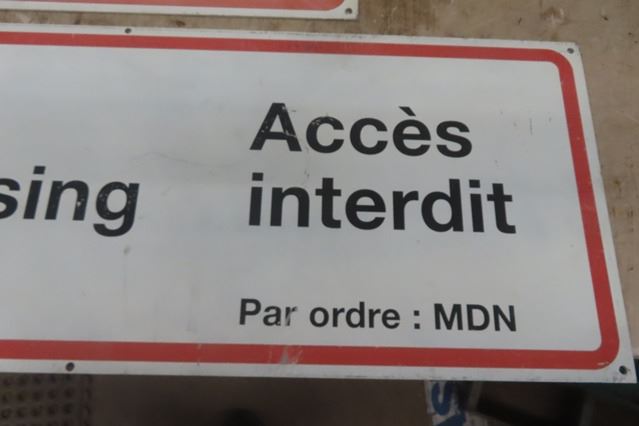 sing
Accès
interdit
Par ordre : MDN